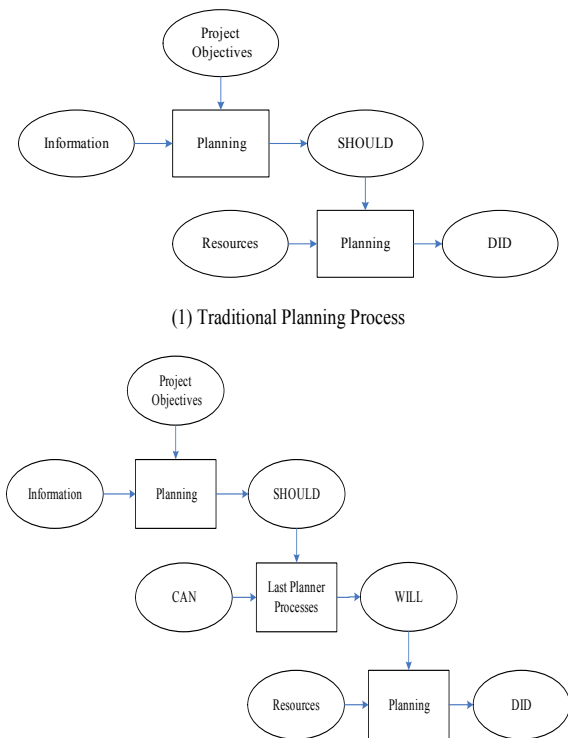 Project
Objectives
Information
Planning
SHOULD
Resources
Planning
DID
(1) Traditional Planning Process
Project
Objectives
Information
Planning
SHOULD
CAN
Last Planner
Processes
WILL
Resources
Planning
DID